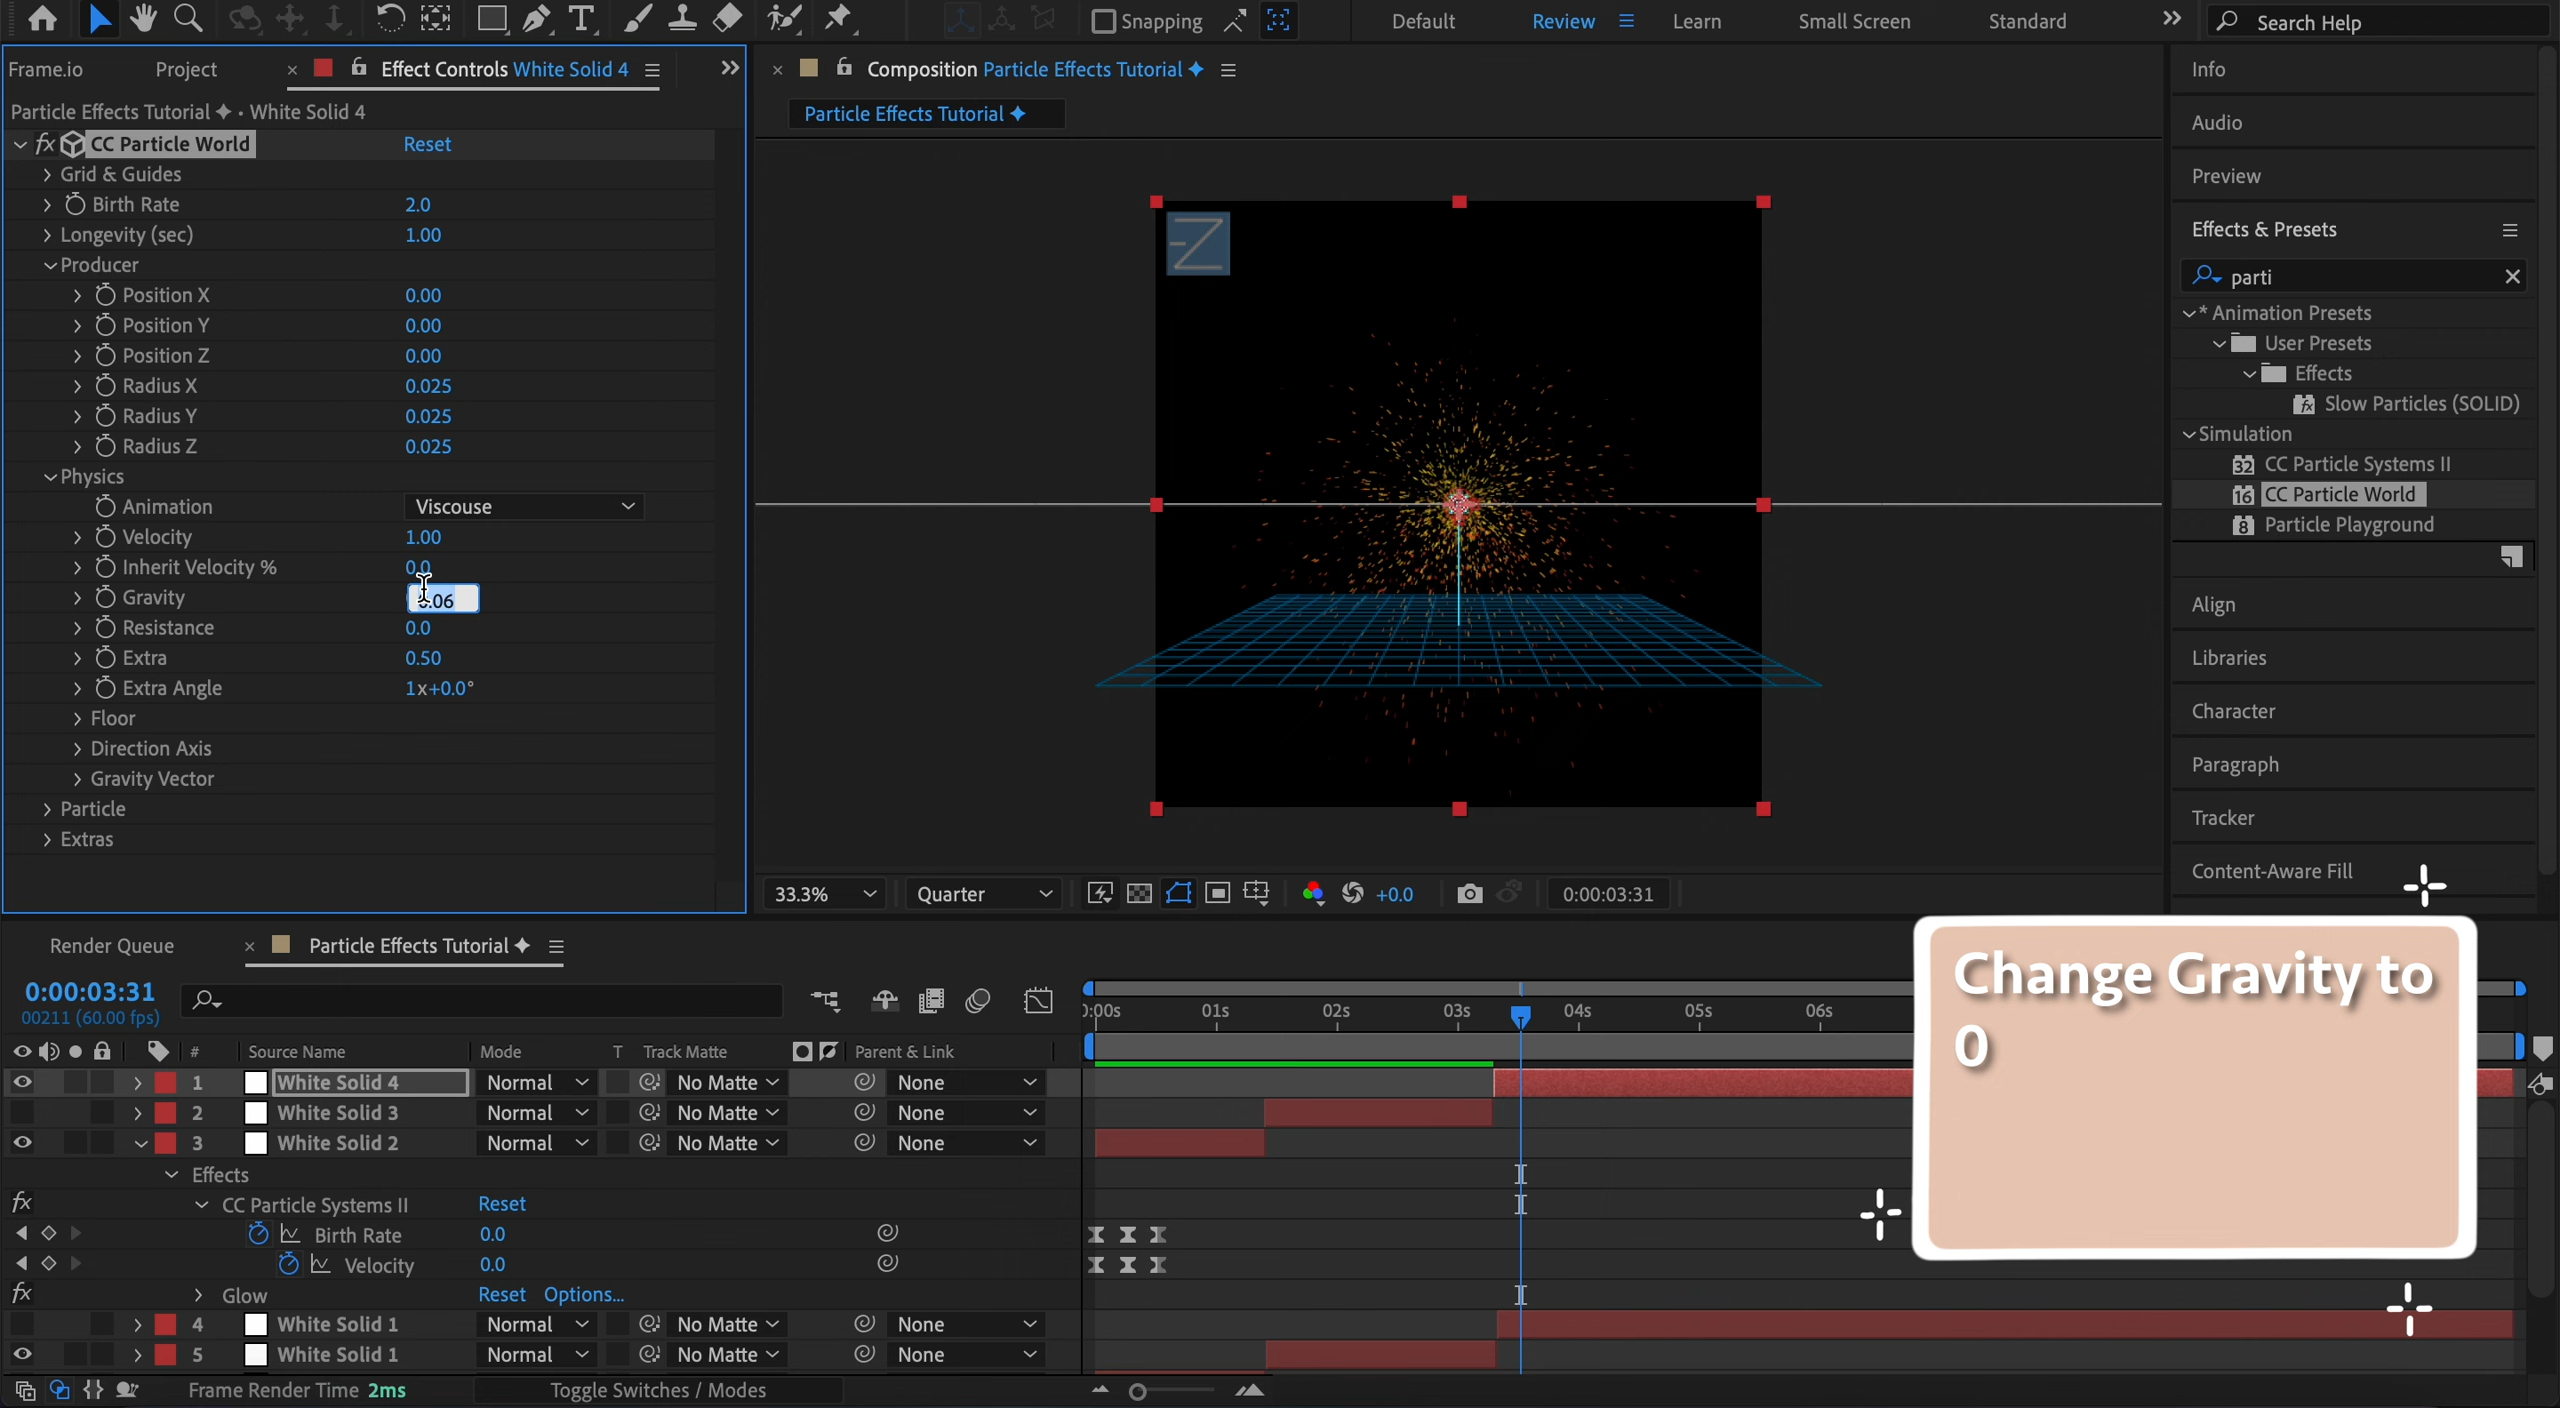 Snapping
Default
Review
Learn
Small Screen
Standard
Search Help
Frame.io
Project
Effect Controls White Solid 4
Particle Effects Tutorial • White Solid 4
fx CC Particle World Reset
Grid & Guides
Birth Rate 2.0
Longevity (sec) 1.00
Producer
Position X 0.00
Position Y 0.00
Position Z 0.00
Radius X 0.025
Radius Y 0.025
Radius Z 0.025
Physics
Animation Viscouse
Velocity 1.00
Inherit Velocity % 0.0
Gravity
Resistance 0.0
Extra 0.50
Extra Angle 1x+0.0°
Floor
Direction Axis
Gravity Vector
Particle
Extras
Composition Particle Effects Tutorial
Particle Effects Tutorial
-Z
33.3%
Quarter
+0.0
0:00:03:31
Info
Audio
Preview
Effects & Presets
parti
* Animation Presets
User Presets
Effects
Slow Particles (SOLID)
Simulation
32 CC Particle Systems II
16 CC Particle World
8 Particle Playground
Align
Libraries
Character
Paragraph
Tracker
Content-Aware Fill
Change Gravity to
0
Render Queue
Particle Effects Tutorial
0:00:03:31
00211 (60.00 fps)
01s 02s 03s 04s 05s 06s
# Source Name Mode T Track Matte Parent & Link
1 White Solid 4 Normal No Matte None
2 White Solid 3 Normal No Matte None
3 White Solid 2 Normal No Matte None
Effects
fx CC Particle Systems II Reset
Birth Rate 0.0
Velocity 0.0
fx Glow Reset Options...
4 White Solid 1 Normal No Matte None
5 White Solid 1 Normal No Matte None
Frame Render Time 2ms
Toggle Switches / Modes